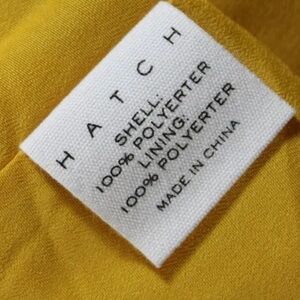 HATCH
SHELL:
100% POLYERTER
LINING:
100% POLYERTER
MADE IN CHINA